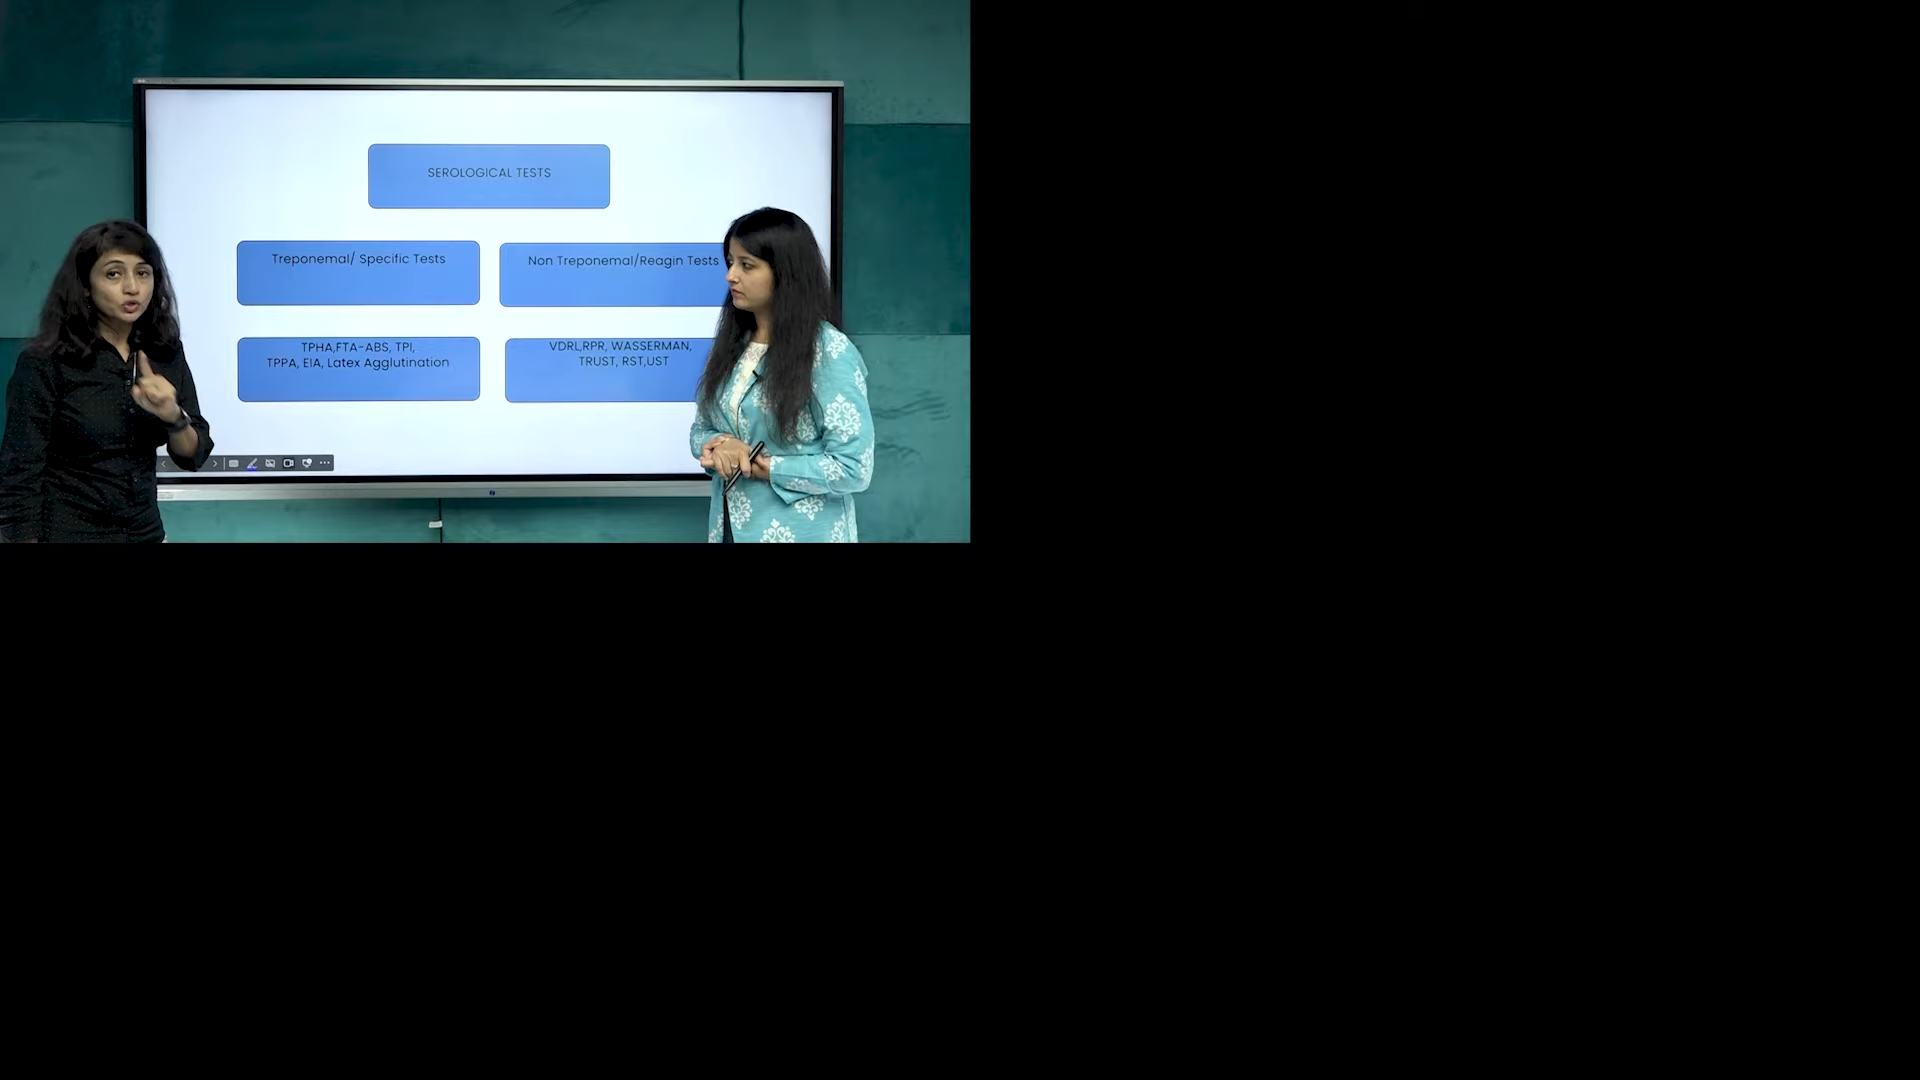 SEROLOGICAL TESTS
Treponemal/ Specific Tests
Non Treponemal/Reagin Tests
TPHA,FTA-ABS, TPI,
TPPA, EIA, Latex Agglutination
VDRL,RPR, WASSERMAN,
TRUST, RST,UST